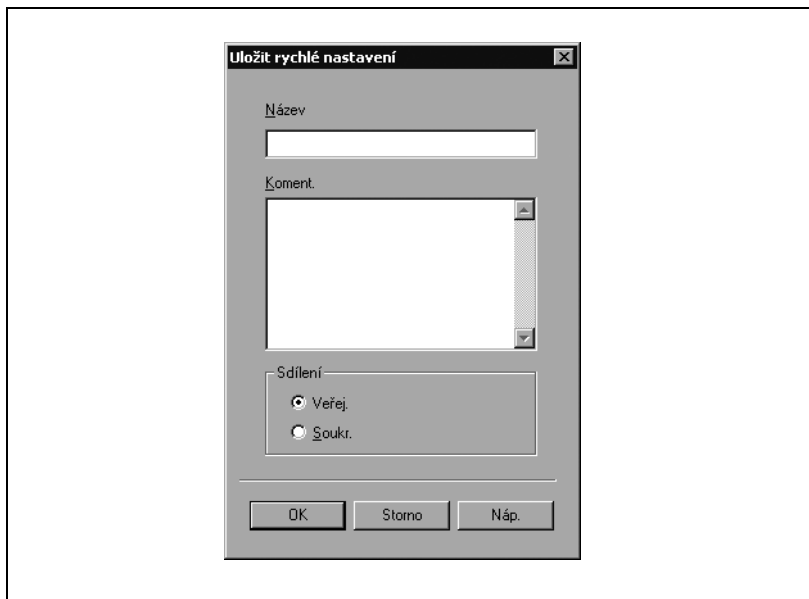 Uložit rychlé nastavení
Název
Koment.
Sdílení
Veřej.
Soukr.
OK Storno Náp.